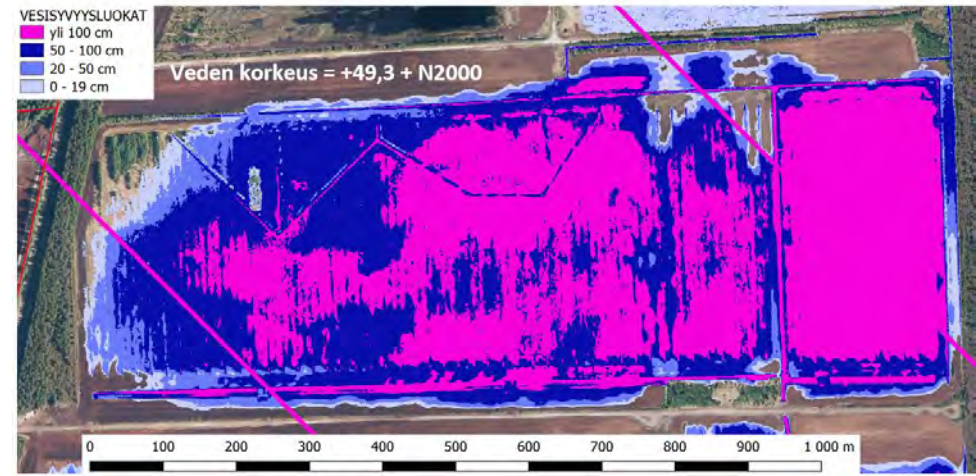 VESISYVYYSLUOKAT
yli 100 cm
50 - 100 cm
20 - 50 cm
0 - 19 cm
Veden korkeus = +49,3 + N2000
0 100 200 300 400 500 600 700 800 900 1 000 m